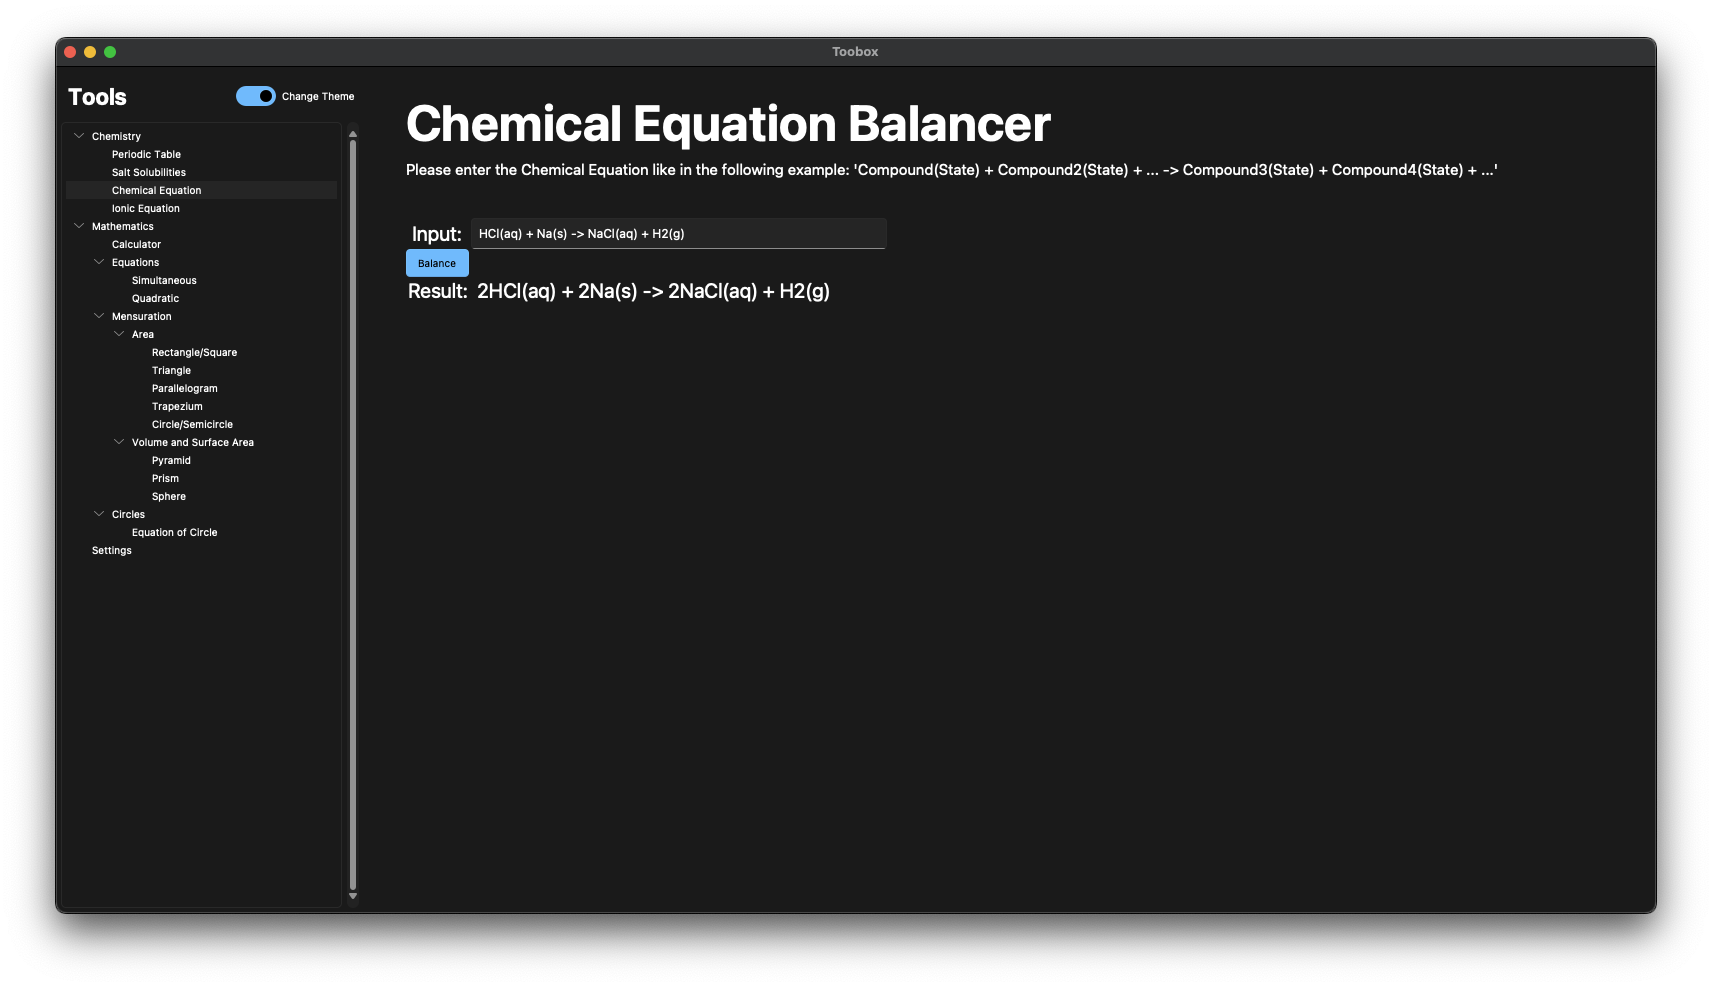 Toobox
Tools
Change Theme
Chemistry
Periodic Table
Salt Solubilities
Chemical Equation
Ionic Equation
Mathematics
Calculator
Equations
Simultaneous
Quadratic
Mensuration
Area
Rectangle/Square
Triangle
Parallelogram
Trapezium
Circle/Semicircle
Volume and Surface Area
Pyramid
Prism
Sphere
Circles
Equation of Circle
Settings
Chemical Equation Balancer
Please enter the Chemical Equation like in the following example: 'Compound(State) + Compound2(State) + ... -> Compound3(State) + Compound4(State) + ...'
Input: HCl(aq) + Na(s) -> NaCl(aq) + H2(g)
Balance
Result: 2HCl(aq) + 2Na(s) -> 2NaCl(aq) + H2(g)